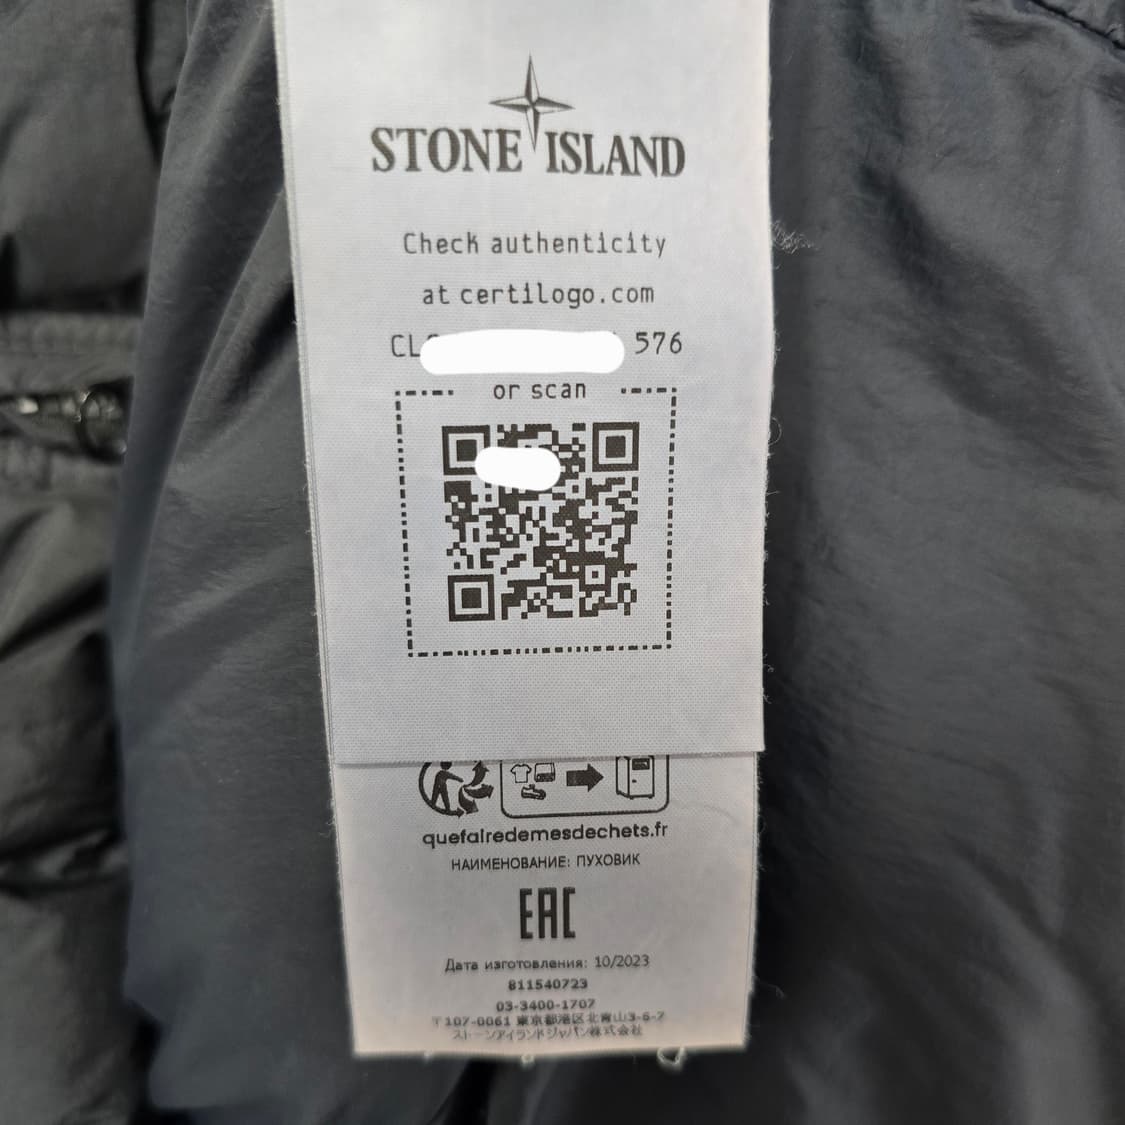 STONE ISLAND
Check authenticity
at certilogo.com
CL 576
or scan
quefairedemesdechets.fr
НАИМЕНОВАНИЕ: ПУХОВИК
EAC
Дата изготовления: 10/2023
811540723
03-3400-1707
〒107-0061 東京都港区北青山3-6-7
ストーンアイランドジャパン株式会社